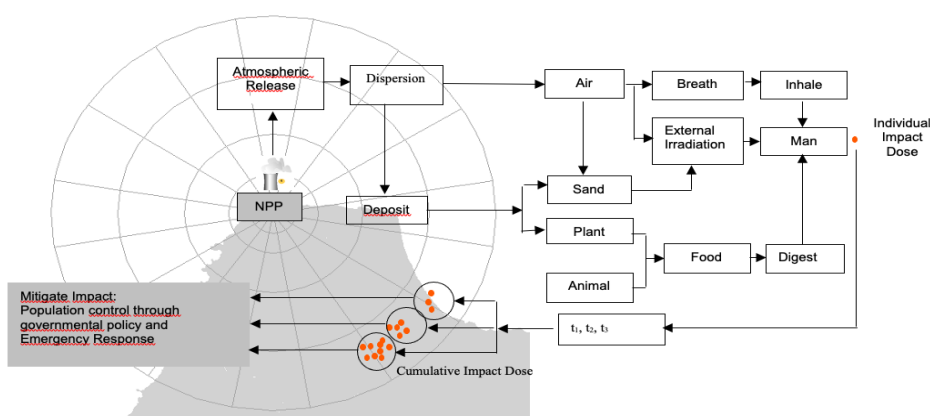 Atmospheric
Release
Dispersion
Air
Breath
Inhale
External
Irradiation
Man
Individual
Impact
Dose
NPP
Deposit
Sand
Plant
Food
Digest
Animal
Mitigate Impact:
Population control through
governmental policy and
Emergency Response
t₁, t₂, t₃
Cumulative Impact Dose